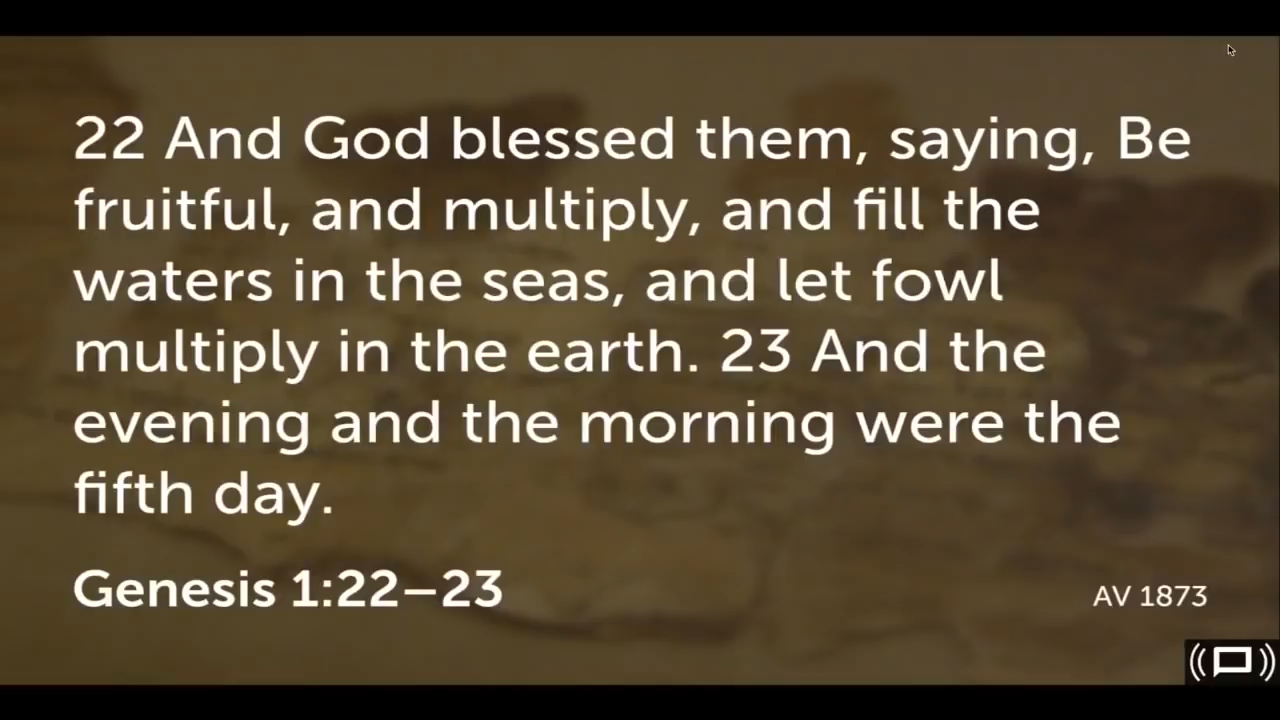 22 And God blessed them, saying, Be
fruitful, and multiply, and fill the
waters in the seas, and let fowl
multiply in the earth. 23 And the
evening and the morning were the
fifth day.
Genesis 1:22–23
AV 1873